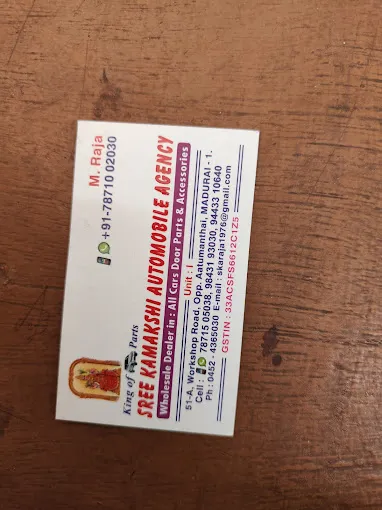 M. Raja
+91-78710 02030
King of Parts
SREE KAMAKSHI AUTOMOBILE AGENCY
Wholesale Dealer in : All Cars Door Parts & Accessories
Unit : I
51-A, Workshop Road, Opp. Aatumanthai, MADURAI - 1.
Cell : 78715 05038, 98431 93030, 94433 10640
Ph : 0452 - 4365030 E-mail : skaraja1976@gmail.com
GSTIN : 33ACSFS6612C1Z5